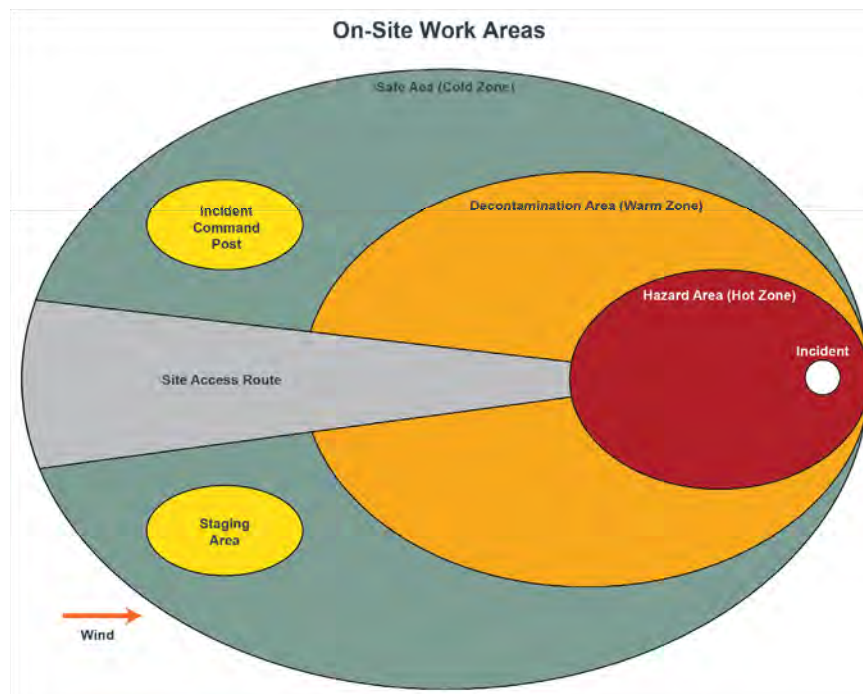 On-Site Work Areas
Safe Aea (Cold Zone)
Incident
Command
Post
Decontamination Area (Warm Zone)
Hazard Area (Hot Zone)
Incident
Site Access Route
Staging
Area
Wind